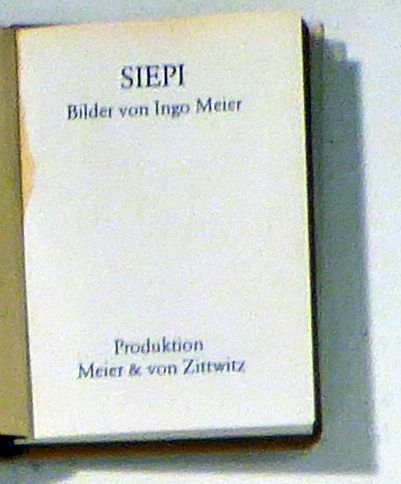 SIEPI
Bilder von Ingo Meier
Produktion
Meier & von Zittwitz